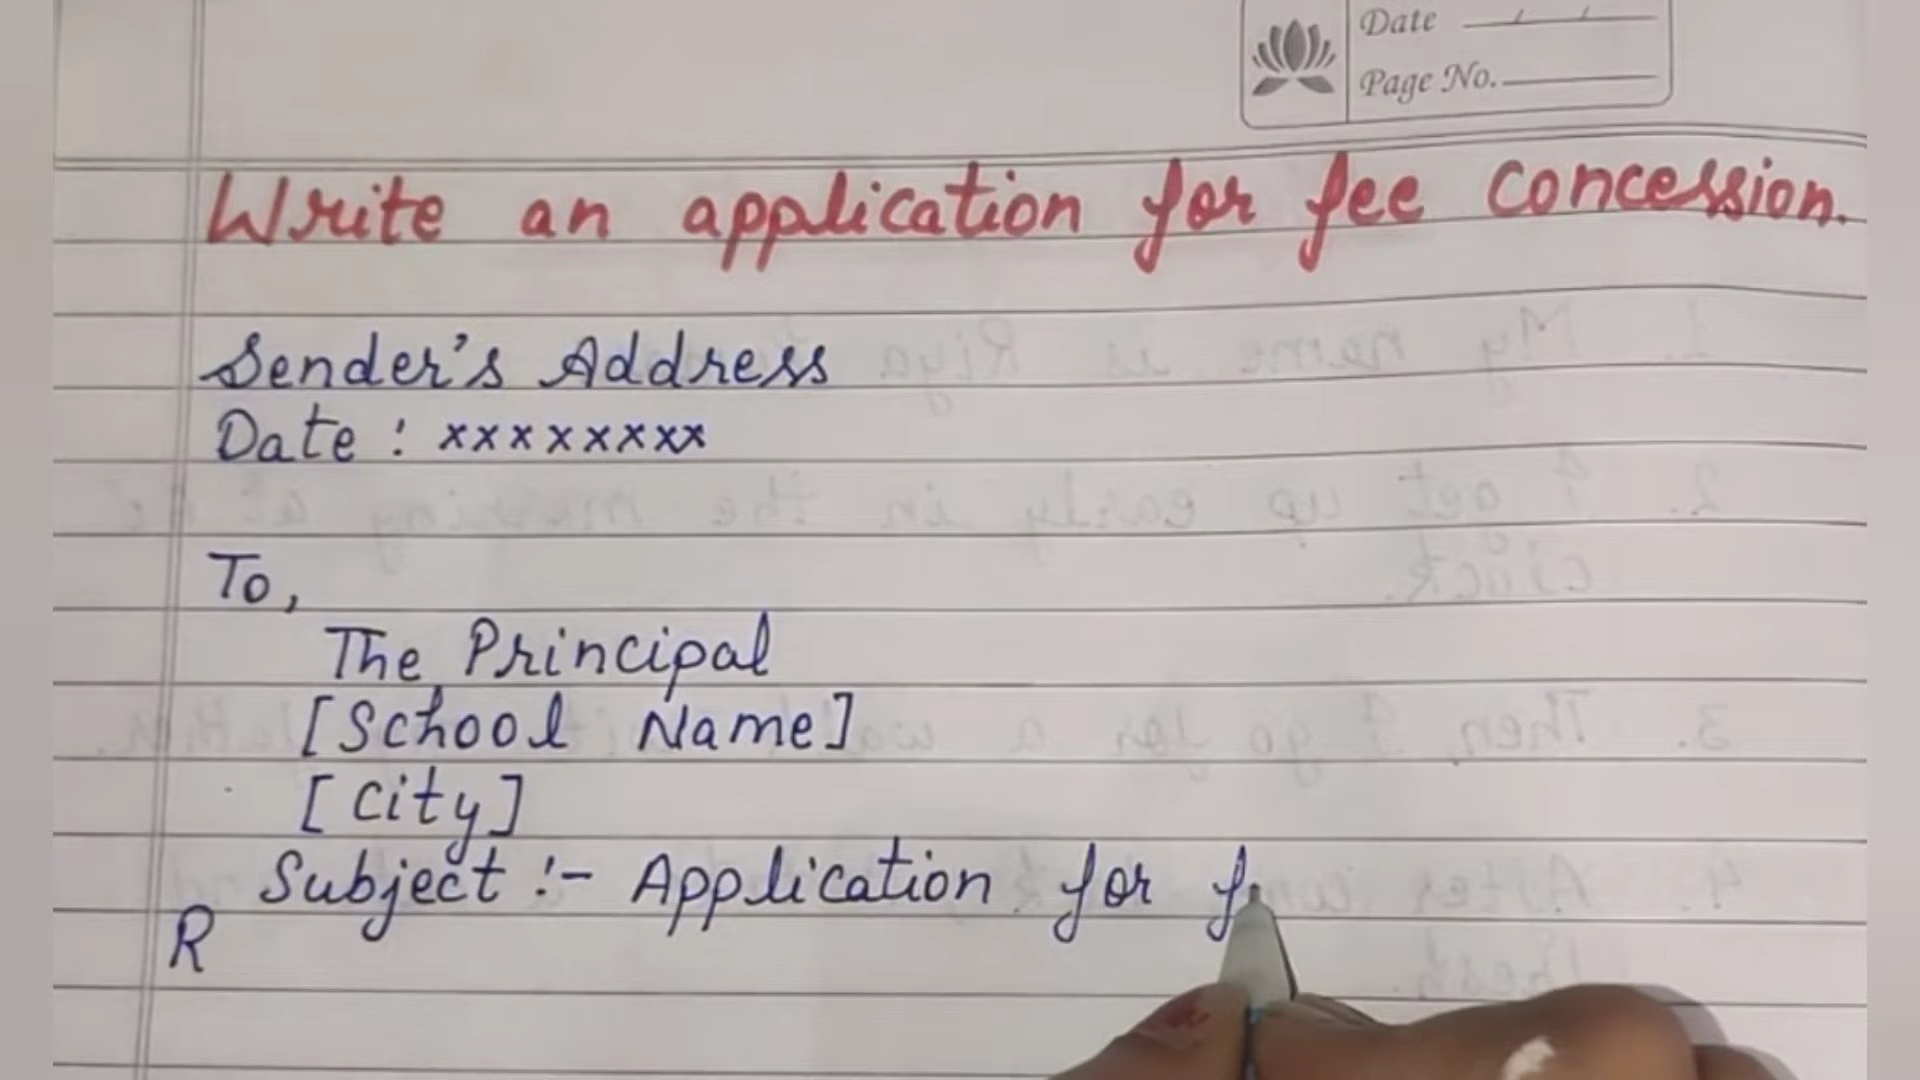 Date
Page No.
Write an application for fee concession.
Sender's Address
Date : xxxxxxxx
To,
The Principal
[School Name]
[City]
Subject :- Application for f
R